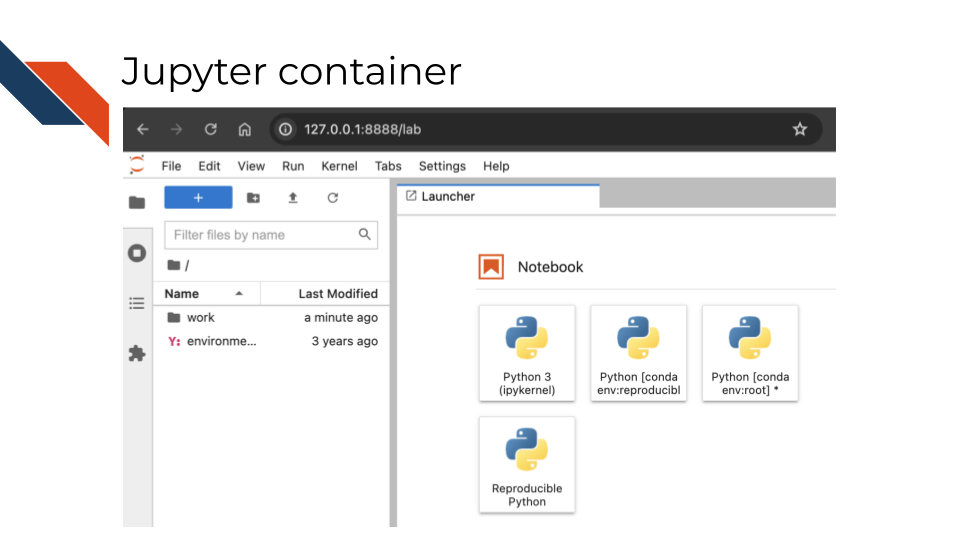 Jupyter container
127.0.0.1:8888/lab
File Edit View Run Kernel Tabs Settings Help
+
Launcher
Filter files by name
/
Notebook
Name Last Modified
work a minute ago
Y: environme... 3 years ago
Python 3
(ipykernel)
Python [conda
env:reproducibl
Python [conda
env:root] *
Reproducible
Python